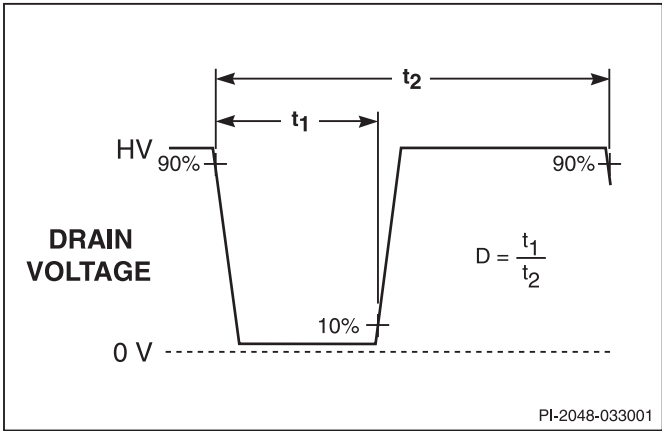 t2
t1
HV
90%
90%
DRAIN
VOLTAGE
D = t1
t2
10%
0 V
PI-2048-033001